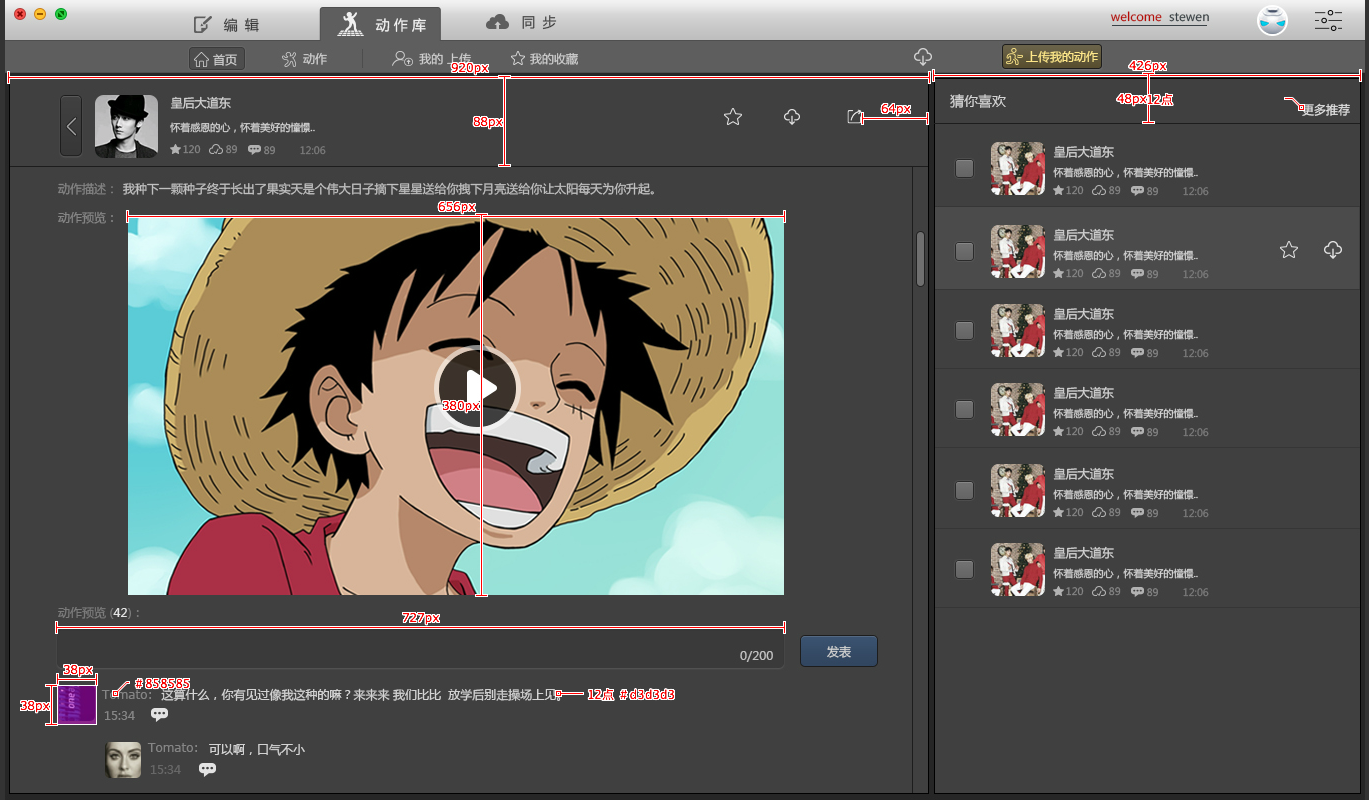 编 辑
动 作 库
同 步
welcome stewen
首页
动作
我的 上传
我的收藏
上传我的动作
920px
426px
皇后大道东
怀着感恩的心，怀着美好的憧憬..
120 89 89 12:06
88px
64px
猜你喜欢
48px12点
更多推荐
动作描述： 我种下一颗种子终于长出了果实天是个伟大日子摘下星星送给你拽下月亮送给你让太阳每天为你升起。
动作预览：
656px
380px
皇后大道东
怀着感恩的心，怀着美好的憧憬..
120 89 89 12:06
皇后大道东
怀着感恩的心，怀着美好的憧憬..
120 89 89 12:06
皇后大道东
怀着感恩的心，怀着美好的憧憬..
120 89 89 12:06
皇后大道东
怀着感恩的心，怀着美好的憧憬..
120 89 89 12:06
皇后大道东
怀着感恩的心，怀着美好的憧憬..
120 89 89 12:06
皇后大道东
怀着感恩的心，怀着美好的憧憬..
120 89 89 12:06
动作预览 (42)：
727px
0/200
发表
38px
38px
#858585
Tomato： 这算什么，你有见过像我这种的嘛？来来来 我们比比 放学后别走操场上见。
12点 #d3d3d3
15:34
Tomato： 可以啊，口气不小
15:34